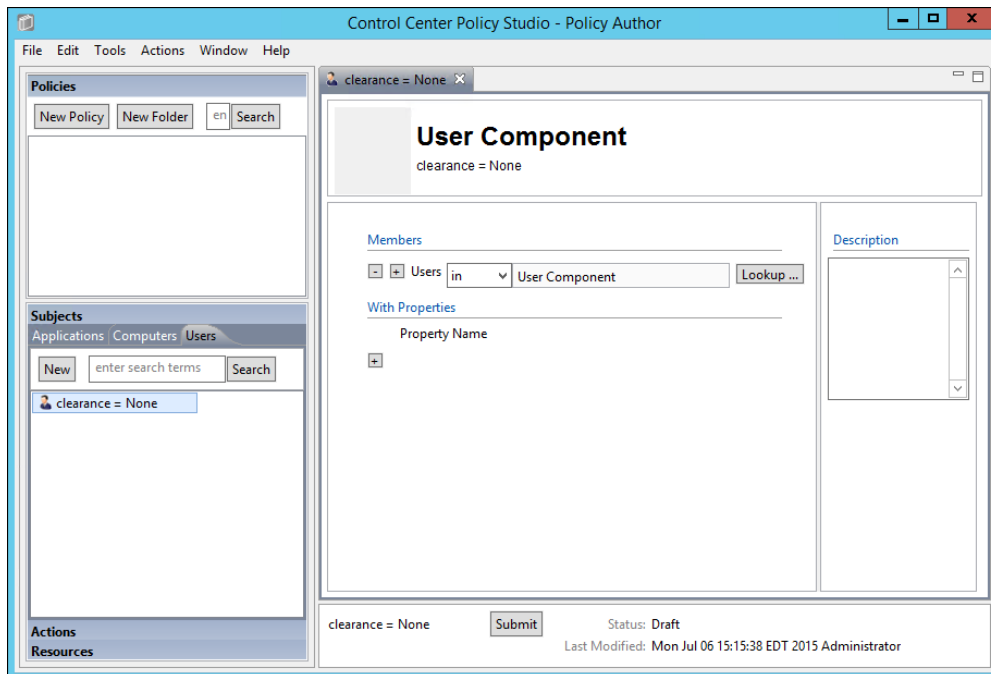 Control Center Policy Studio - Policy Author
File Edit Tools Actions Window Help
Policies
New Policy New Folder en Search
Subjects
Applications Computers Users
New enter search terms Search
clearance = None
Actions
Resources
clearance = None
User Component
clearance = None
Members
- + Users in User Component Lookup ...
With Properties
Property Name
+
Description
clearance = None Submit Status: Draft
Last Modified: Mon Jul 06 15:15:38 EDT 2015 Administrator